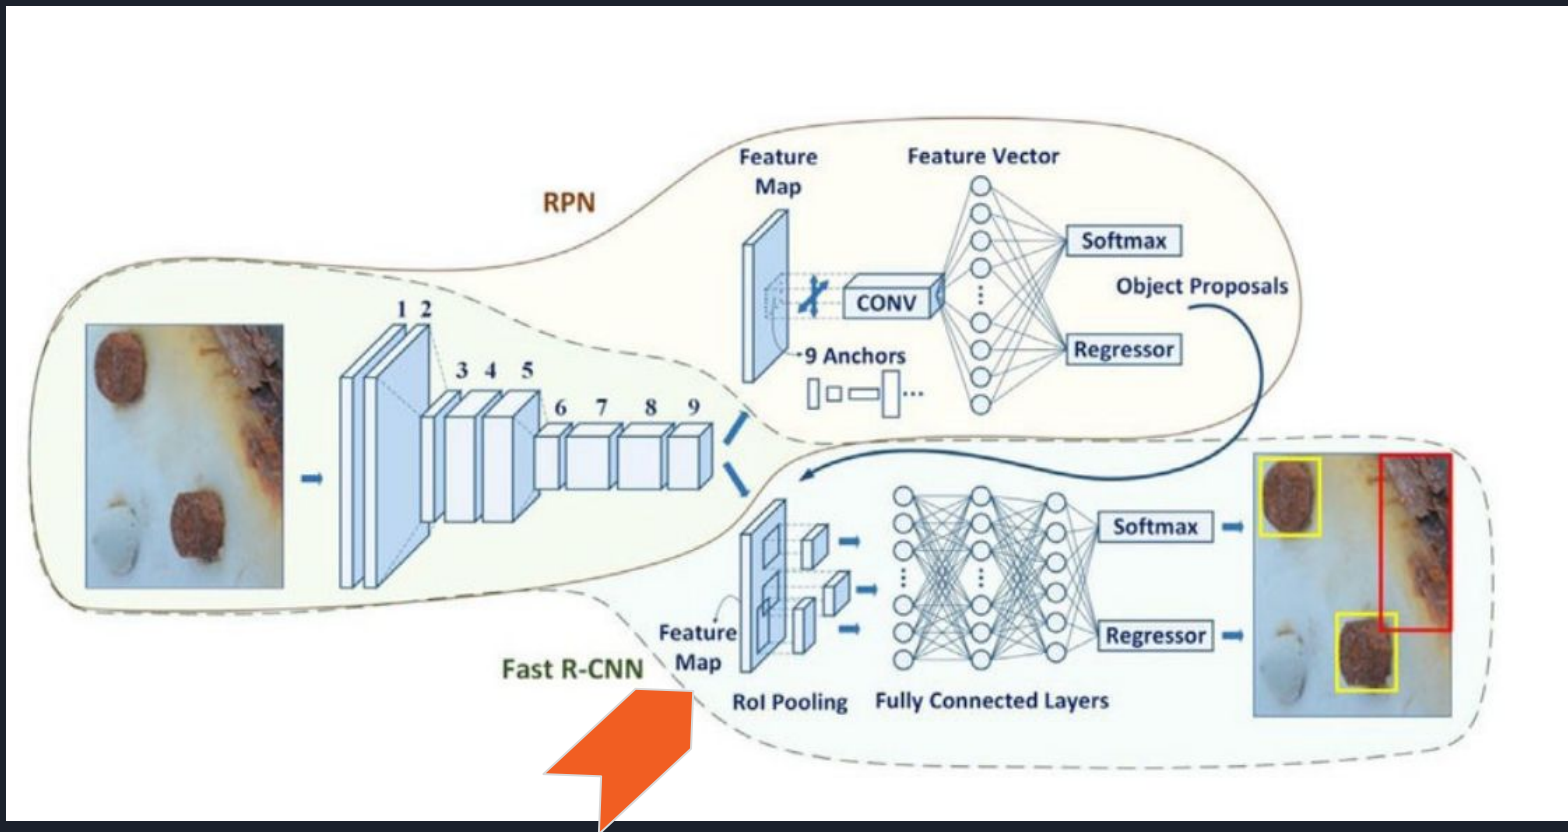 Feature
Map
Feature Vector
RPN
Softmax
Object Proposals
CONV
1 2
3 4 5
6 7 8 9
9 Anchors
...
Regressor
Softmax
Feature
Map
Regressor
Fast R-CNN
RoI Pooling
Fully Connected Layers